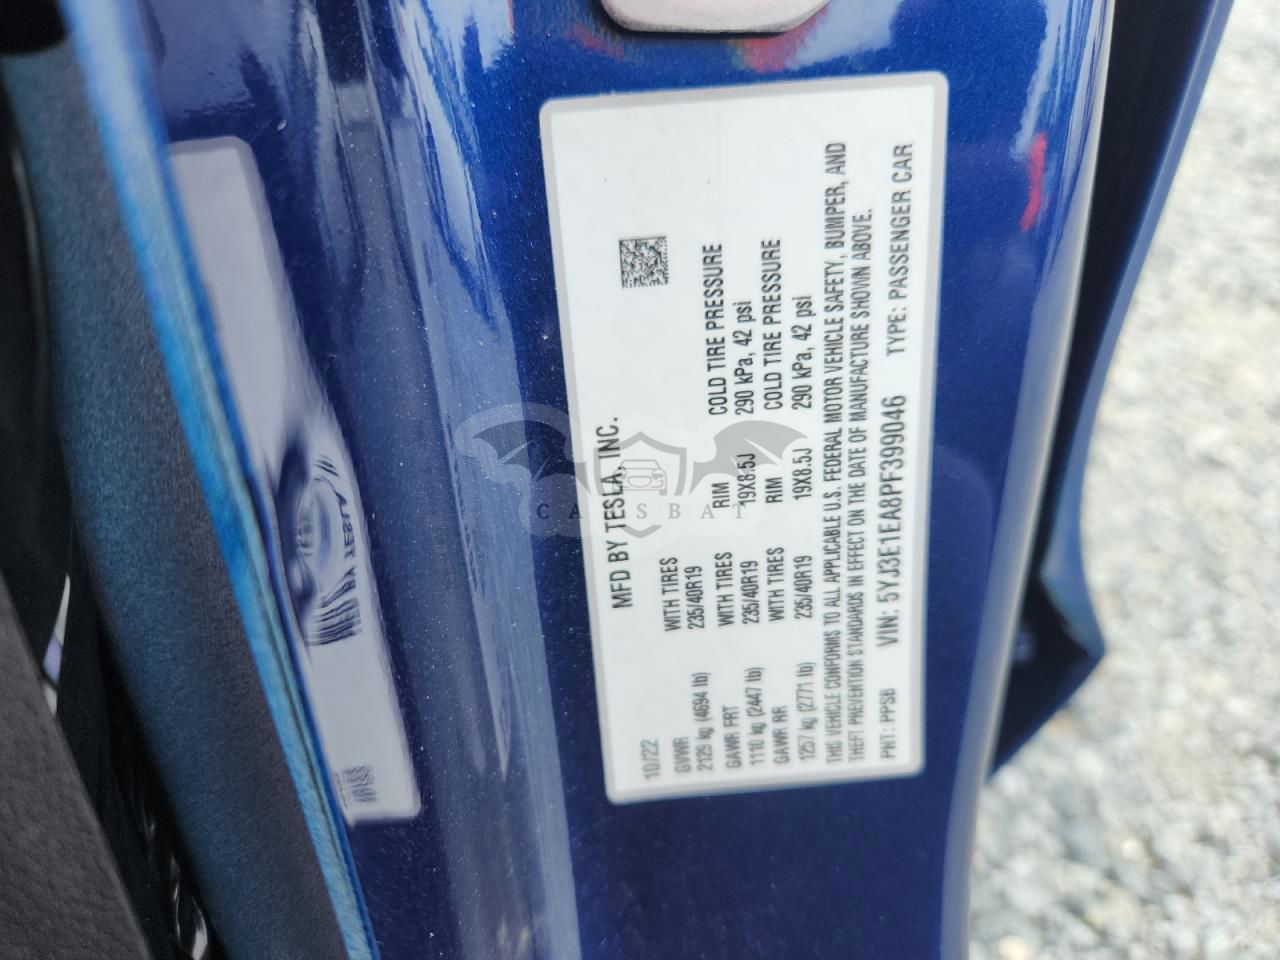 MFD BY TESLA, INC.
10/22
GVWR WITH TIRES RIM COLD TIRE PRESSURE
2129 kg (4694 lb) 235/40R19 19X8.5J 290 kPa, 42 psi
GAWR FRT WITH TIRES RIM COLD TIRE PRESSURE
1110 kg (2447 lb) 235/40R19
GAWR RR WITH TIRES
1257 kg (2771 lb) 235/40R19 19X8.5J 290 kPa, 42 psi
THIS VEHICLE CONFORMS TO ALL APPLICABLE U.S. FEDERAL MOTOR VEHICLE SAFETY, BUMPER, AND
THEFT PREVENTION STANDARDS IN EFFECT ON THE DATE OF MANUFACTURE SHOWN ABOVE.
PNT: PPSB VIN: 5YJ3E1EA8PF399046 TYPE: PASSENGER CAR
CARSBAT